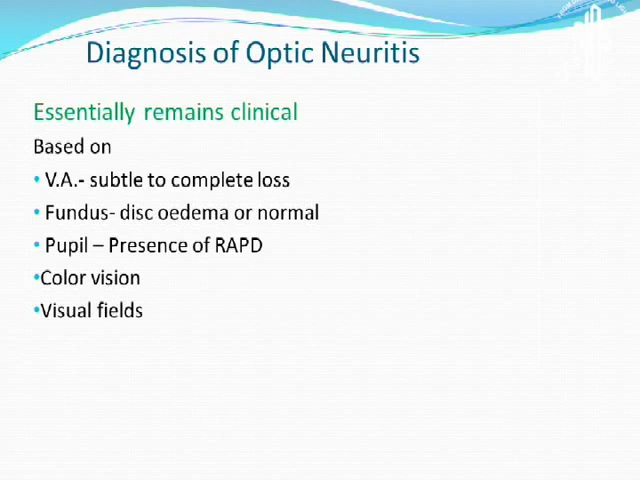 Diagnosis of Optic Neuritis
Essentially remains clinical
Based on
• V.A.- subtle to complete loss
• Fundus- disc oedema or normal
• Pupil – Presence of RAPD
•Color vision
•Visual fields